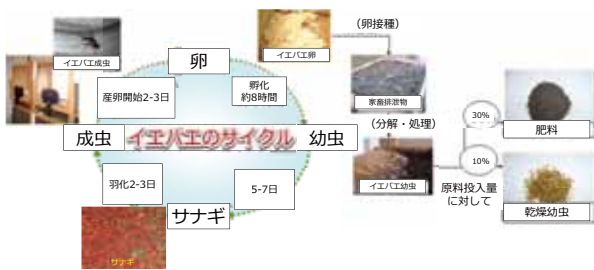 イエバエ成虫
卵
産卵開始2-3日
孵化
約8時間
成虫
イエバエのサイクル
幼虫
羽化2-3日
5-7日
サナギ
サナギ
イエバエ卵
（卵接種）
家畜排泄物
（分解・処理）
イエバエ幼虫
30%
肥料
10%
原料投入量
に対して
乾燥幼虫